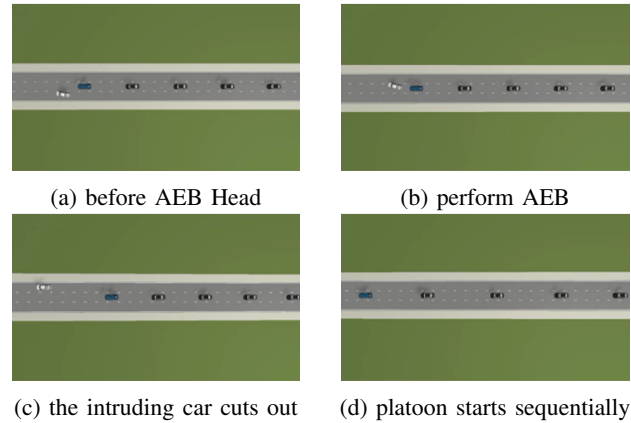 (a) before AEB Head
(b) perform AEB
(c) the intruding car cuts out
(d) platoon starts sequentially